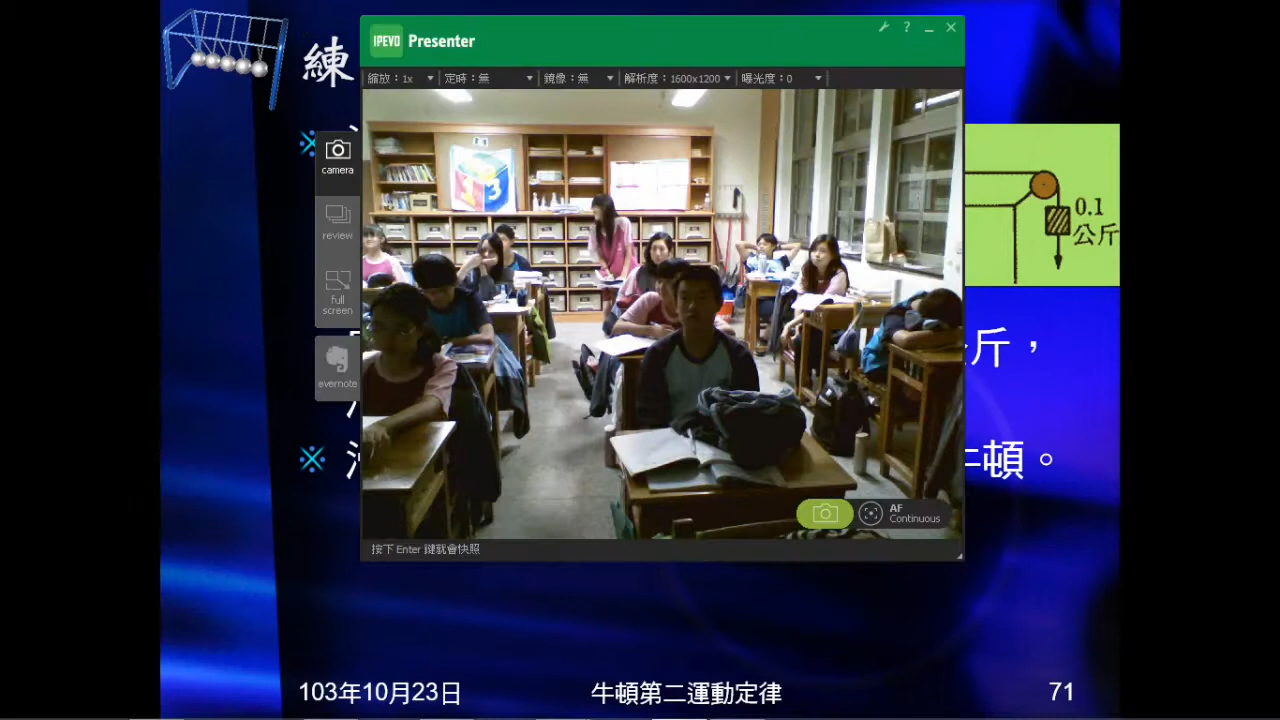 IPEVO Presenter
練
縮放：1x 定時：無 鏡像：無 解析度：1600x1200 曝光度：0
camera
review
full
screen
evernote
0.1
公斤
斤，
牛頓。
AF
Continuous
按下 Enter 鍵就會快照
103年10月23日 牛頓第二運動定律 71